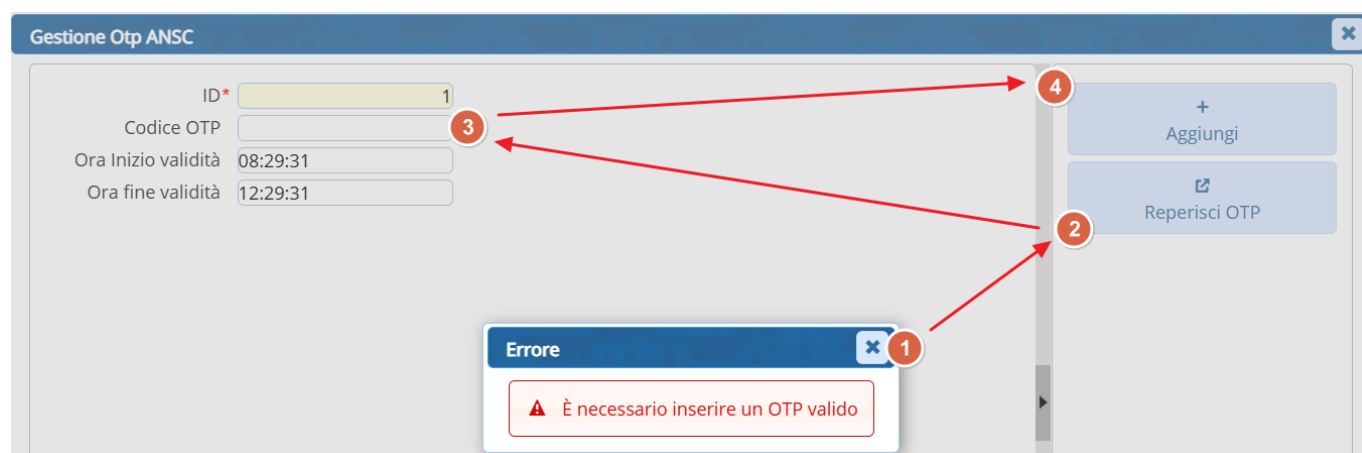 Gestione Otp ANSC
ID* 1
4
+
Aggiungi
Codice OTP
3
Ora Inizio validità 08:29:31
Ora fine validità 12:29:31
Reperisci OTP
2
Errore
1
È necessario inserire un OTP valido